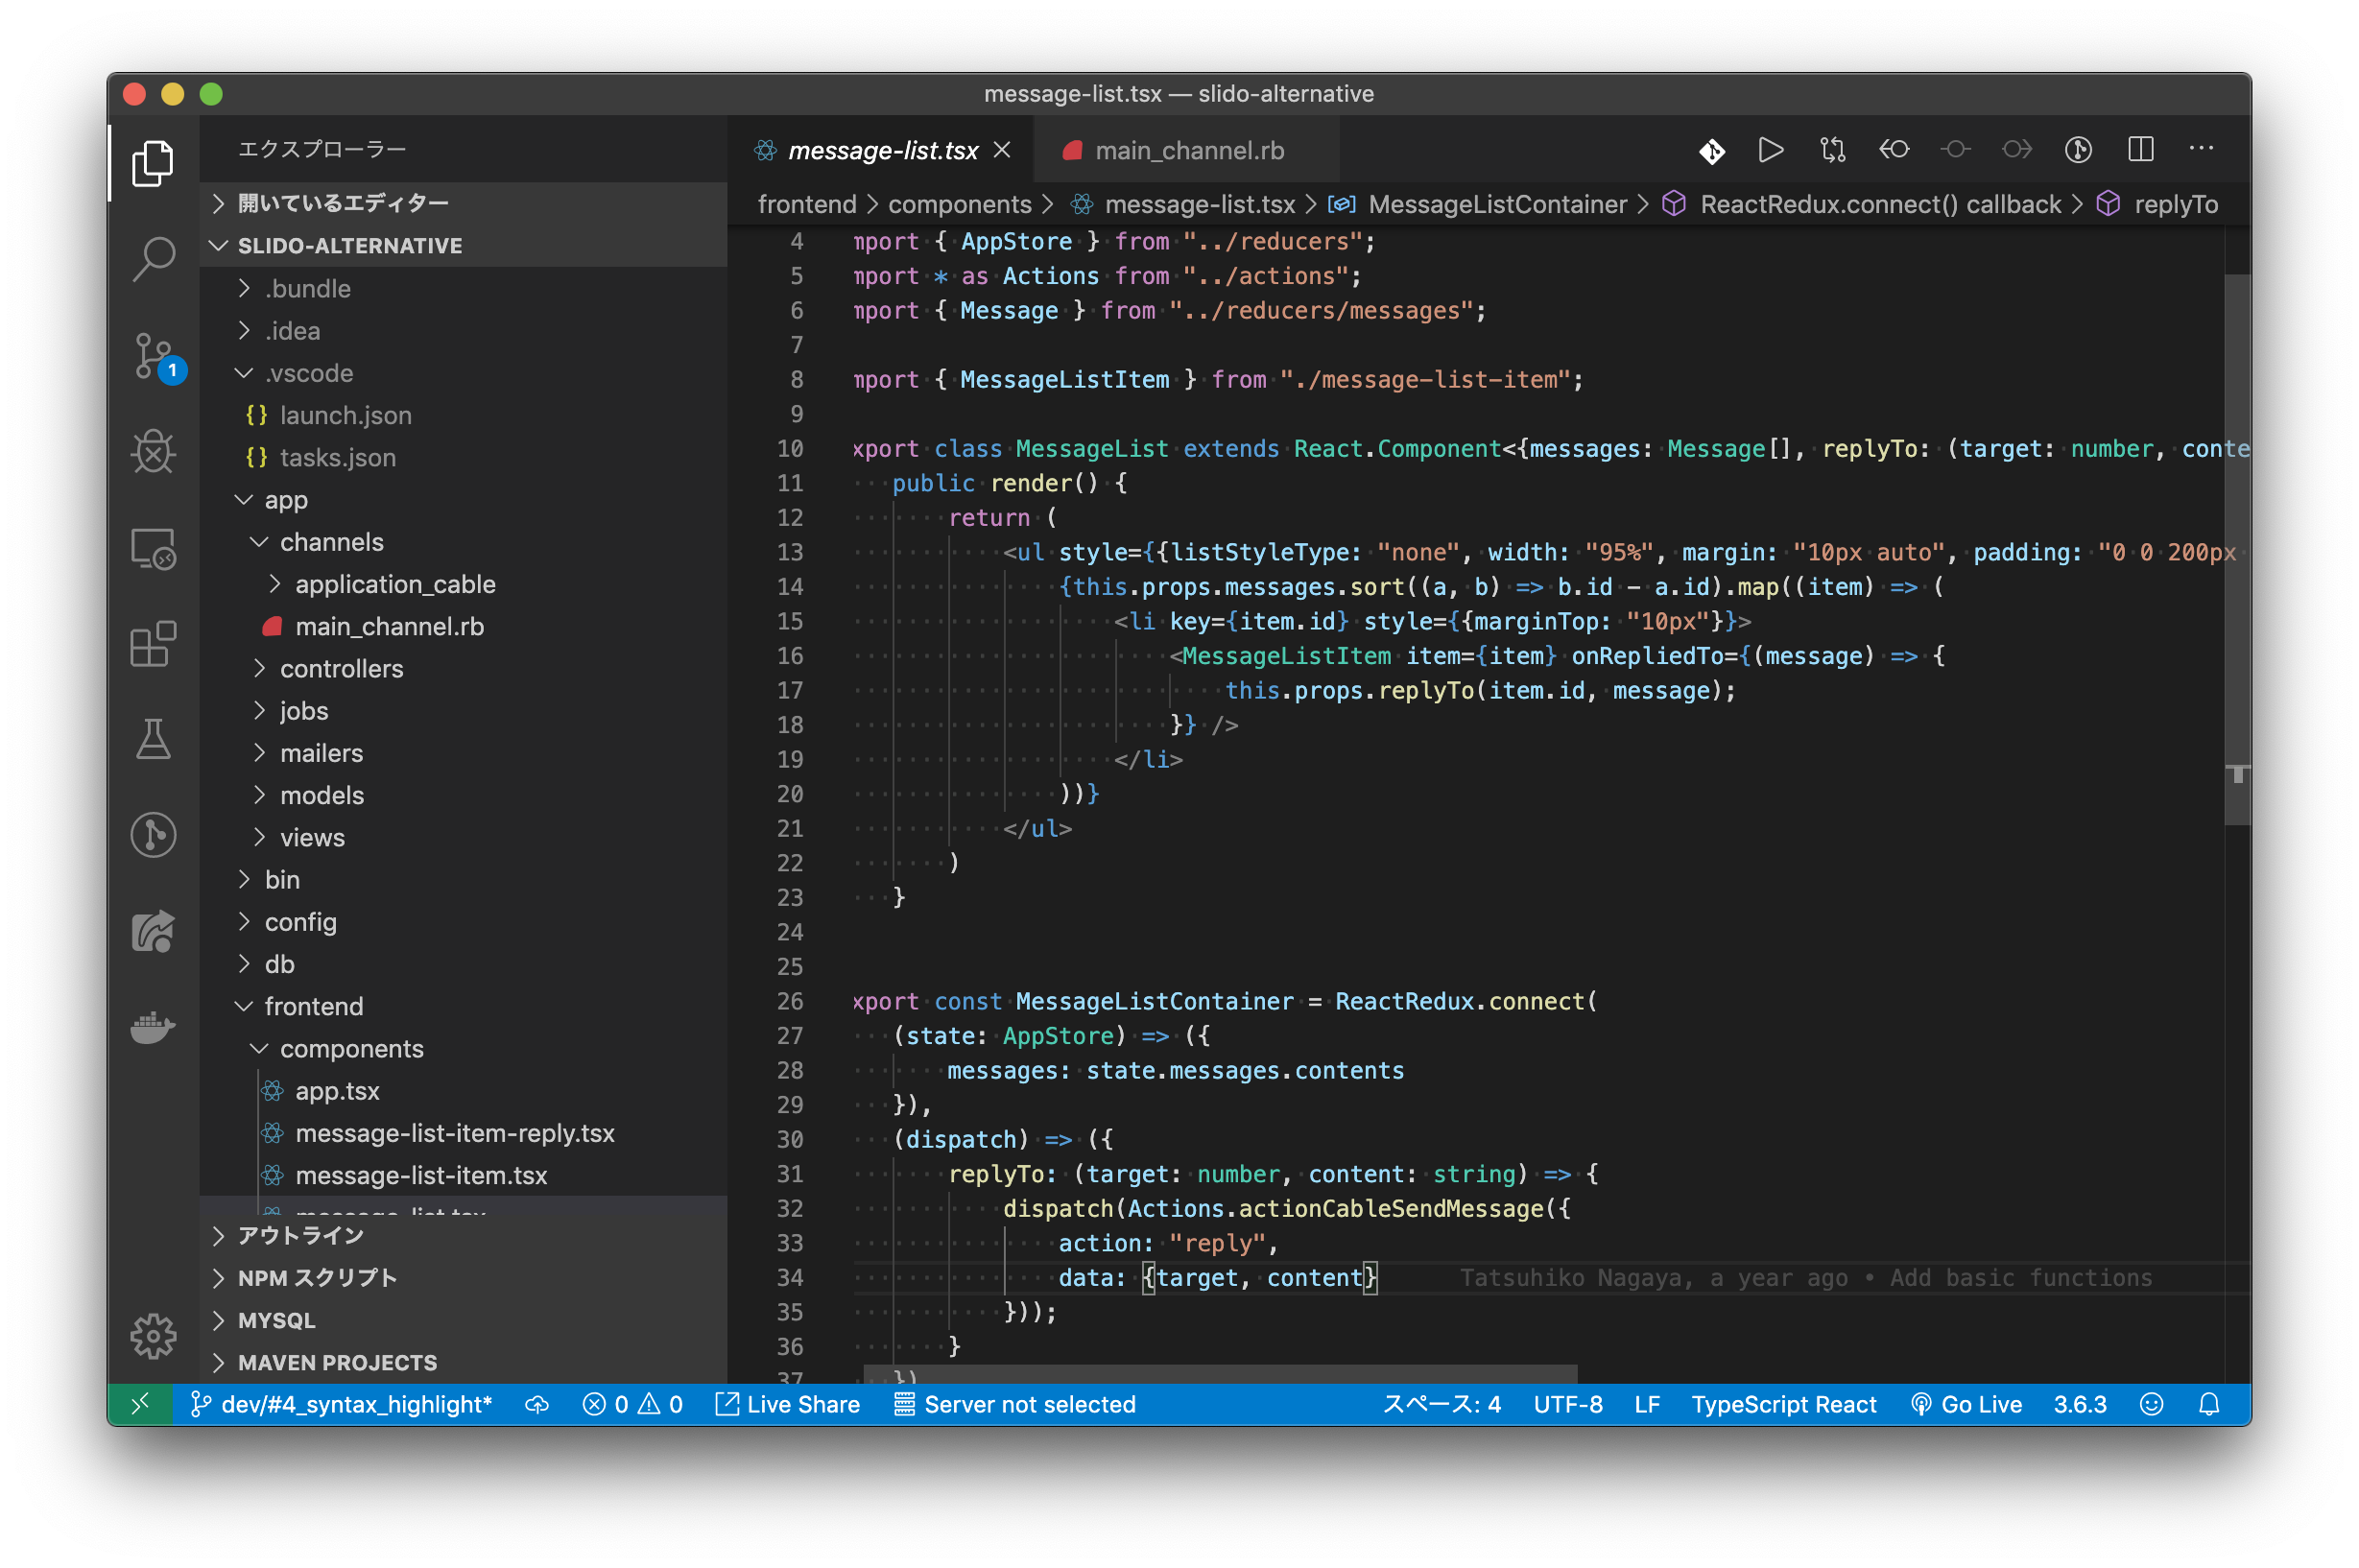 message-list.tsx — slido-alternative
エクスプローラー
開いているエディター
SLIDO-ALTERNATIVE
.bundle
.idea
.vscode
{} launch.json
{} tasks.json
app
channels
application_cable
main_channel.rb
controllers
jobs
mailers
models
views
bin
config
db
frontend
components
app.tsx
message-list-item-reply.tsx
message-list-item.tsx
message-list.tsx
アウトライン
NPM スクリプト
MYSQL
MAVEN PROJECTS
1
message-list.tsx
main_channel.rb
frontend > components > message-list.tsx > MessageListContainer > ReactRedux.connect() callback > replyTo
4 mport { AppStore } from "../reducers";
5 mport * as Actions from "../actions";
6 mport { Message } from "../reducers/messages";
7
8 mport { MessageListItem } from "./message-list-item";
9
10 xport class MessageList extends React.Component<{messages: Message[], replyTo: (target: number, conte
11 public render() {
12 return (
13 <ul style={{listStyleType: "none", width: "95%", margin: "10px auto", padding: "0 0 200px
14 {this.props.messages.sort((a, b) => b.id - a.id).map((item) => (
15 <li key={item.id} style={{marginTop: "10px"}}>
16 <MessageListItem item={item} onRepliedTo={(message) => {
17 this.props.replyTo(item.id, message);
18 }} />
19 </li>
20 ))}
21 </ul>
22 )
23 }
24
25
26 xport const MessageListContainer = ReactRedux.connect(
27 (state: AppStore) => ({
28 messages: state.messages.contents
29 }),
30 (dispatch) => ({
31 replyTo: (target: number, content: string) => {
32 dispatch(Actions.actionCableSendMessage({
33 action: "reply",
34 data: {target, content} Tatsuhiko Nagaya, a year ago • Add basic functions
35 }));
36 }
37 })
dev/#4_syntax_highlight* 0 0 Live Share Server not selected スペース: 4 UTF-8 LF TypeScript React Go Live 3.6.3